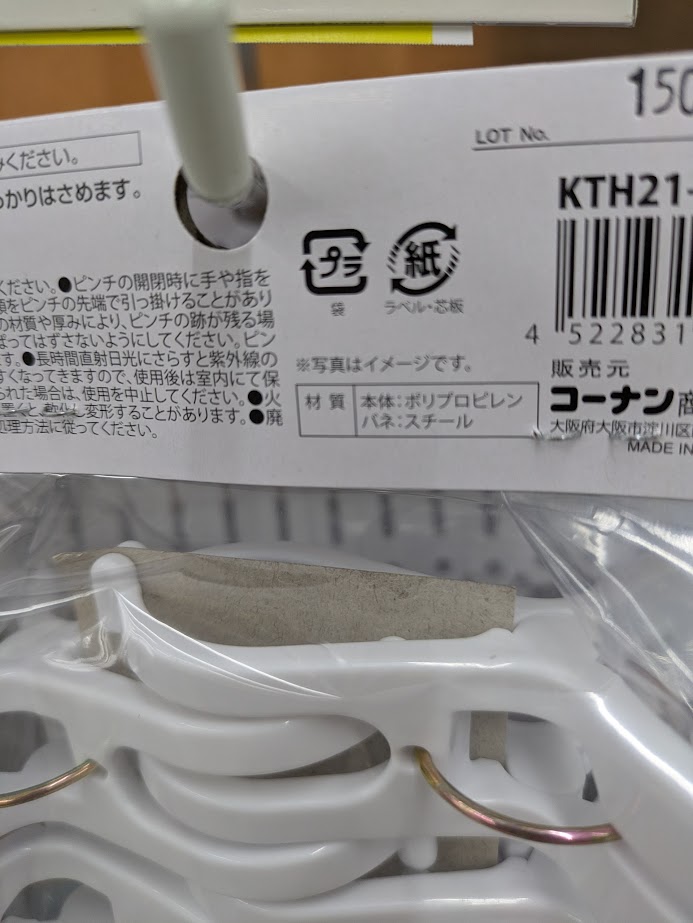 150
LOT No.
みください。
っかりはさめます。
KTH21-
プラ
袋
紙
ラベル・芯板
ください。●ピンチの開閉時に手や指を
類をピンチの先端で引っ掛けることがあり
の材質や厚みにより、ピンチの跡が残る場
ぱってはずさないようにしてください。ピン
ます。●長時間直射日光にさらすと紫外線の
すくなってきますので、使用後は室内にて保
られた場合は、使用を中止してください。●火
変形することがあります。●廃
処理方法に従ってください。
4 522831
※写真はイメージです。
材質 本体:ポリプロピレン
バネ:スチール
販売元
コーナン商
大阪府大阪市淀川区
MADE IN